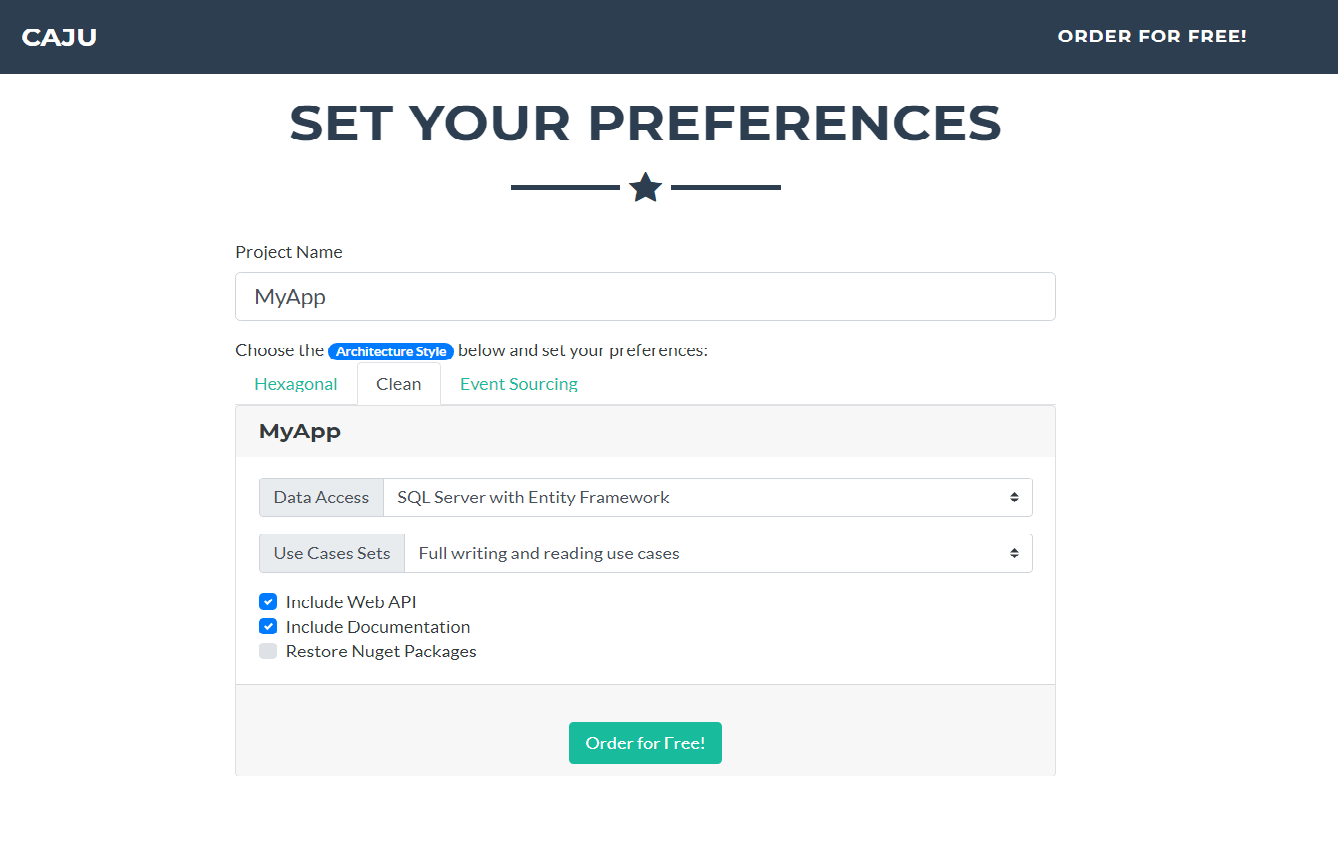 CAJU
ORDER FOR FREE!
SET YOUR PREFERENCES
Project Name
MyApp
Choose the Architecture Style below and set your preferences:
Hexagonal Clean Event Sourcing
MyApp
Data Access SQL Server with Entity Framework
Use Cases Sets Full writing and reading use cases
Include Web API
Include Documentation
Restore Nuget Packages
Order for Free!